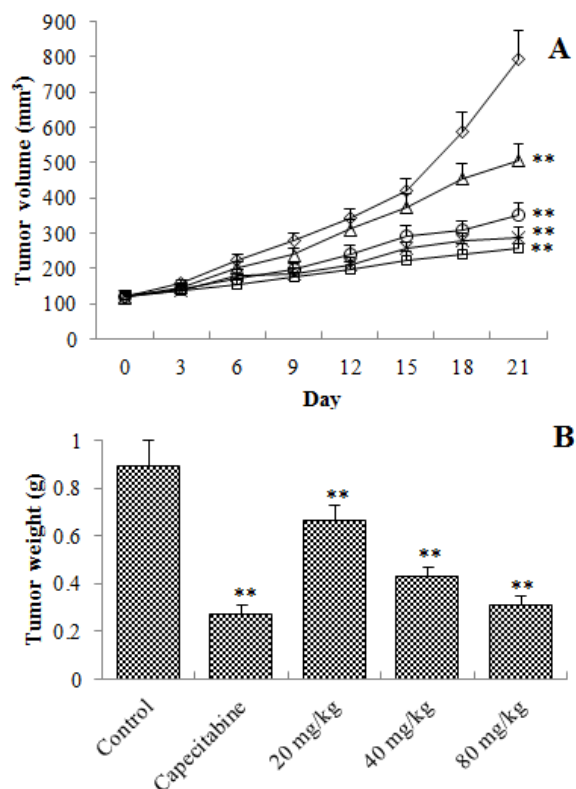 A
Tumor volume (mm³)
900
800
700
600
500
400
300
200
100
0
**
**
**
**
0 3 6 9 12 15 18 21
Day
B
Tumor weight (g)
1
0.8
0.6
0.4
0.2
0
**
**
**
**
Control
Capecitabine
20 mg/kg
40 mg/kg
80 mg/kg